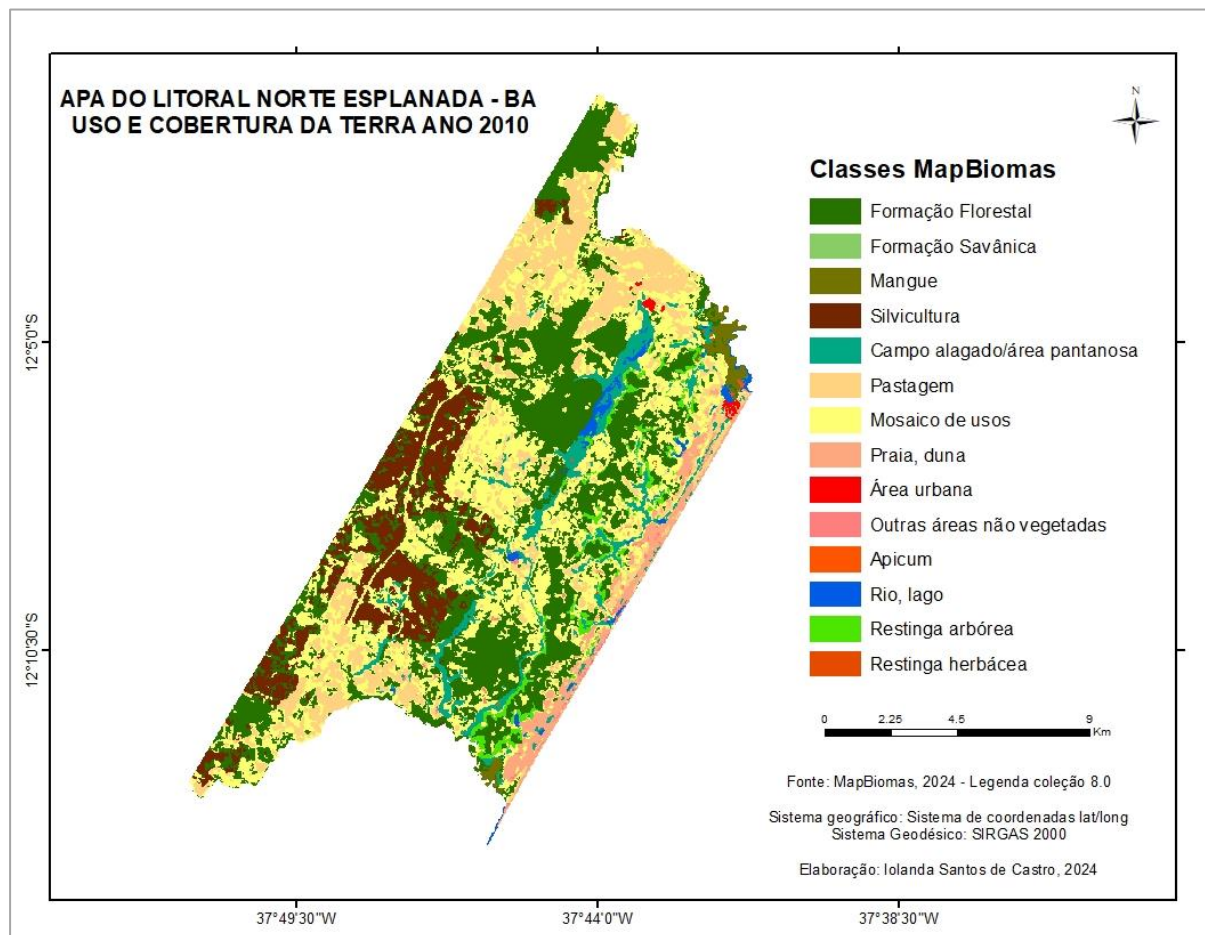 APA DO LITORAL NORTE ESPLANADA - BA
USO E COBERTURA DA TERRA ANO 2010
N
Classes MapBiomas
Formação Florestal
Formação Savânica
Mangue
Silvicultura
Campo alagado/área pantanosa
Pastagem
Mosaico de usos
Praia, duna
Área urbana
Outras áreas não vegetadas
Apicum
Rio, lago
Restinga arbórea
Restinga herbácea
0 2.25 4.5 9
Km
Fonte: MapBiomas, 2024 - Legenda coleção 8.0
Sistema geográfico: Sistema de coordenadas lat/long
Sistema Geodésico: SIRGAS 2000
Elaboração: Iolanda Santos de Castro, 2024
12°5'0"S
12°10'30"S
37°49'30"W 37°44'0"W 37°38'30"W